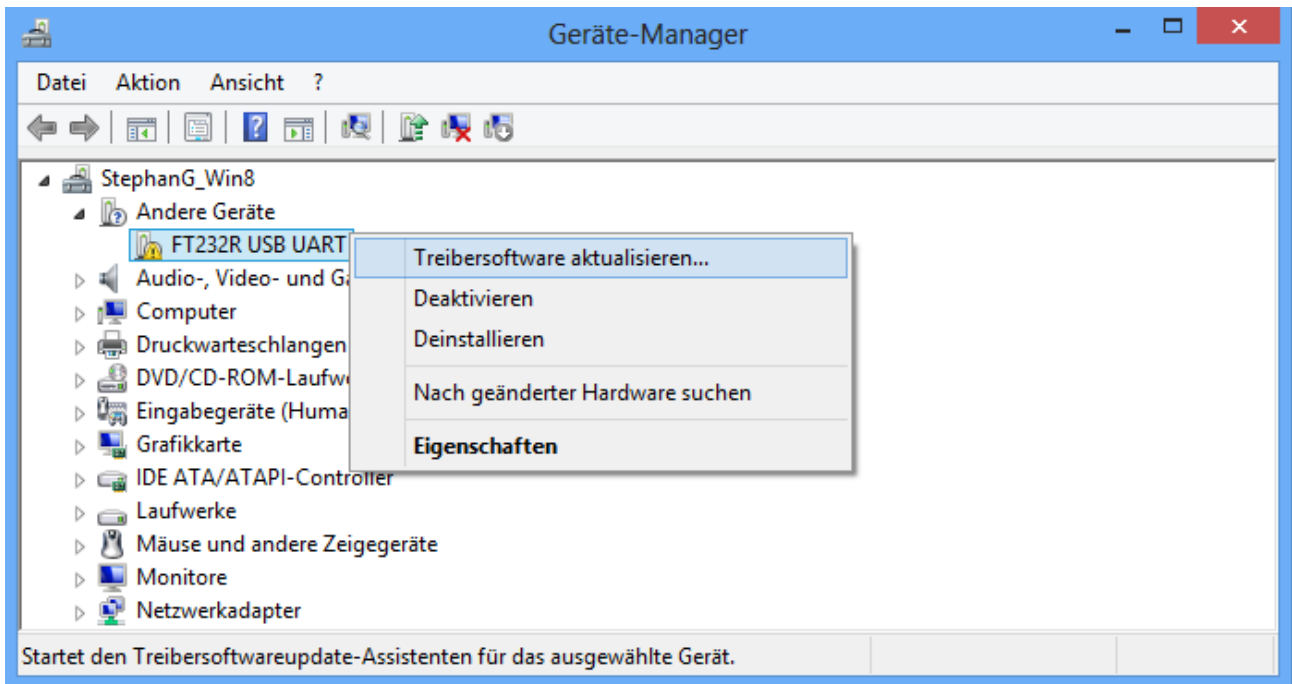 Geräte-Manager
Datei Aktion Ansicht ?
StephanG_Win8
Andere Geräte
FT232R USB UART
Treibersoftware aktualisieren...
Deaktivieren
Deinstallieren
Nach geänderter Hardware suchen
Eigenschaften
Audio-, Video- und
Computer
Druckwarteschlangen
DVD/CD-ROM-Laufw
Eingabegeräte (Huma
Grafikkarte
IDE ATA/ATAPI-Controller
Laufwerke
Mäuse und andere Zeigegeräte
Monitore
Netzwerkadapter
Startet den Treibersoftwareupdate-Assistenten für das ausgewählte Gerät.